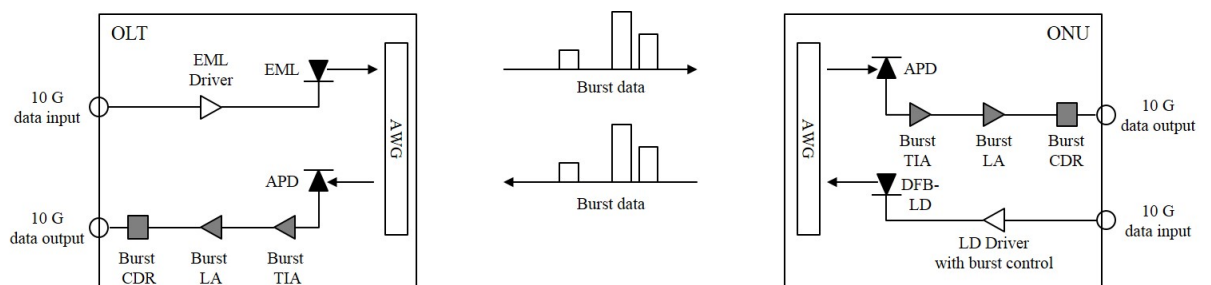 OLT
EML
Driver
EML
10 G
data input
AWG
APD
10 G
data output
Burst
CDR
Burst
LA
Burst
TIA
Burst data
Burst data
ONU
AWG
APD
10 G
data output
Burst
TIA
Burst
LA
Burst
CDR
DFB-
LD
10 G
data input
LD Driver
with burst control